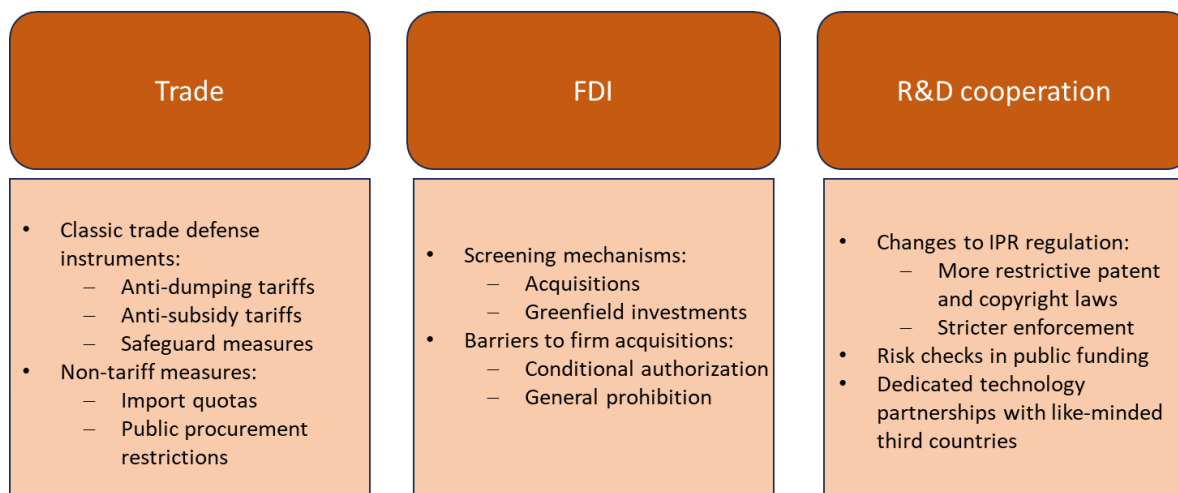 Trade
• Classic trade defense
instruments:
– Anti-dumping tariffs
– Anti-subsidy tariffs
– Safeguard measures
• Non-tariff measures:
– Import quotas
– Public procurement
restrictions
FDI
• Screening mechanisms:
– Acquisitions
– Greenfield investments
• Barriers to firm acquisitions:
– Conditional authorization
– General prohibition
R&D cooperation
• Changes to IPR regulation:
– More restrictive patent
and copyright laws
– Stricter enforcement
• Risk checks in public funding
• Dedicated technology
partnerships with like-minded
third countries